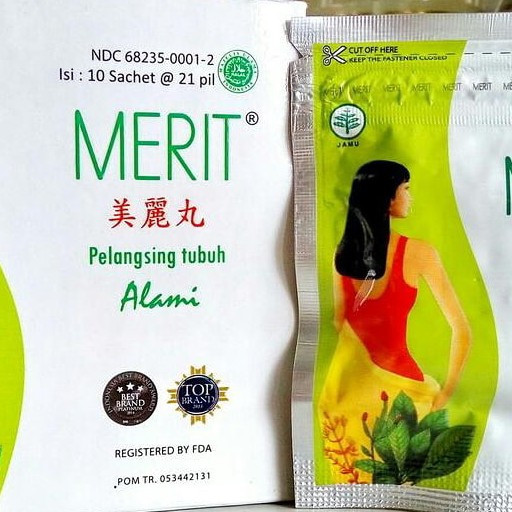 NDC 68235-0001-2
Isi : 10 Sachet @ 21 pil
HALAL
MERIT®
美麗丸
Pelangsing tubuh
Alami
BEST
BRAND
PLATINUM
TOP
BRAND
REGISTERED BY FDA
POM TR. 053442131
CUT OFF HERE
KEEP THE FASTENER CLOSED
MERIT MERIT MERIT MERIT MERIT
JAMU